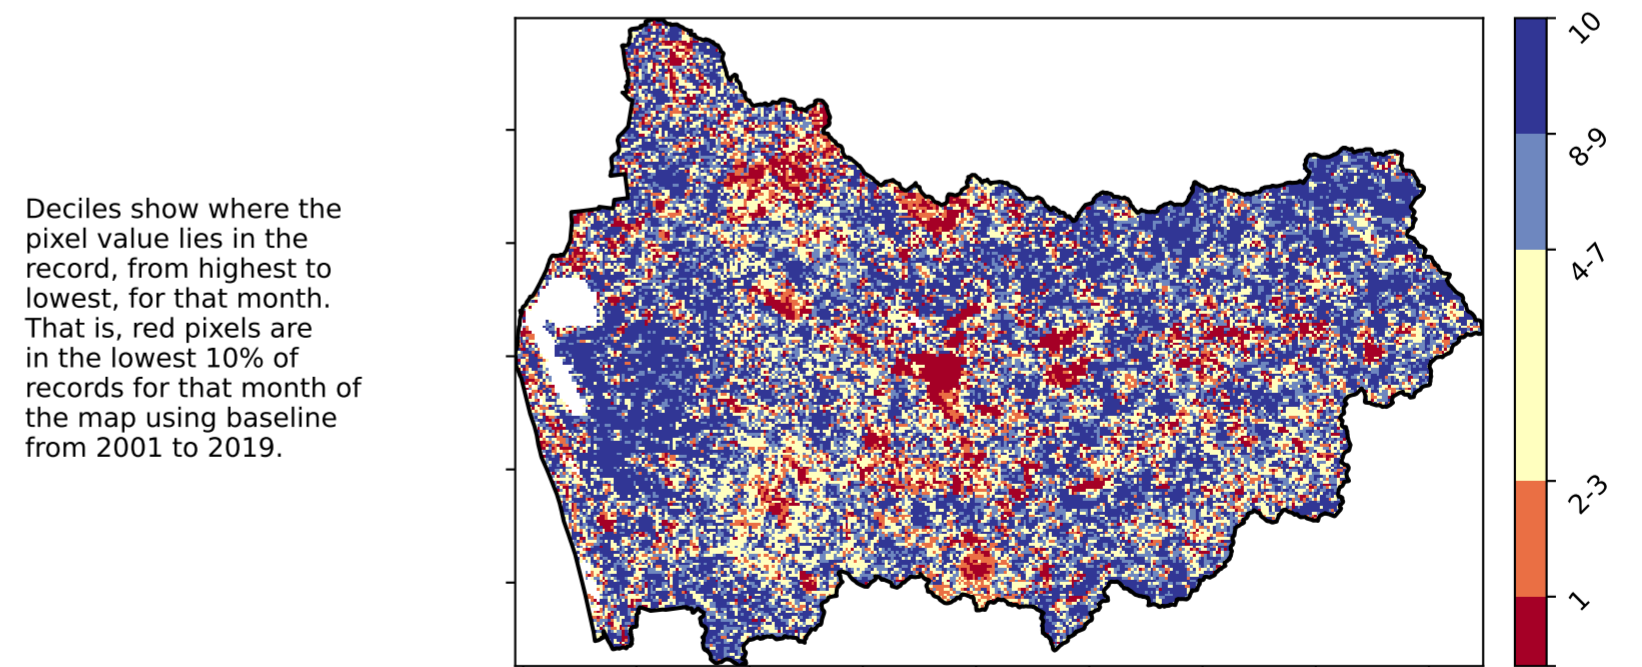 Deciles show where the
pixel value lies in the
record, from highest to
lowest, for that month.
That is, red pixels are
in the lowest 10% of
records for that month of
the map using baseline
from 2001 to 2019.
10
8-9
4-7
2-3
1